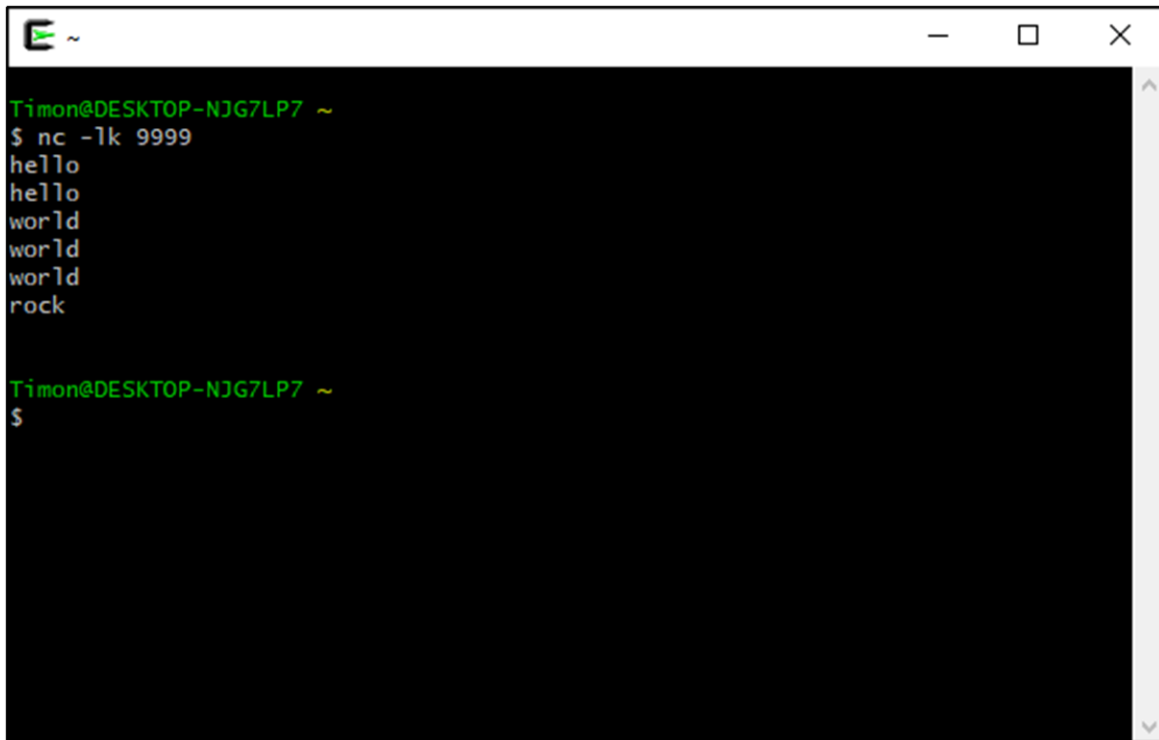 ~
Timon@DESKTOP-NJG7LP7 ~
$ nc -lk 9999
hello
hello
world
world
world
rock
Timon@DESKTOP-NJG7LP7 ~
$